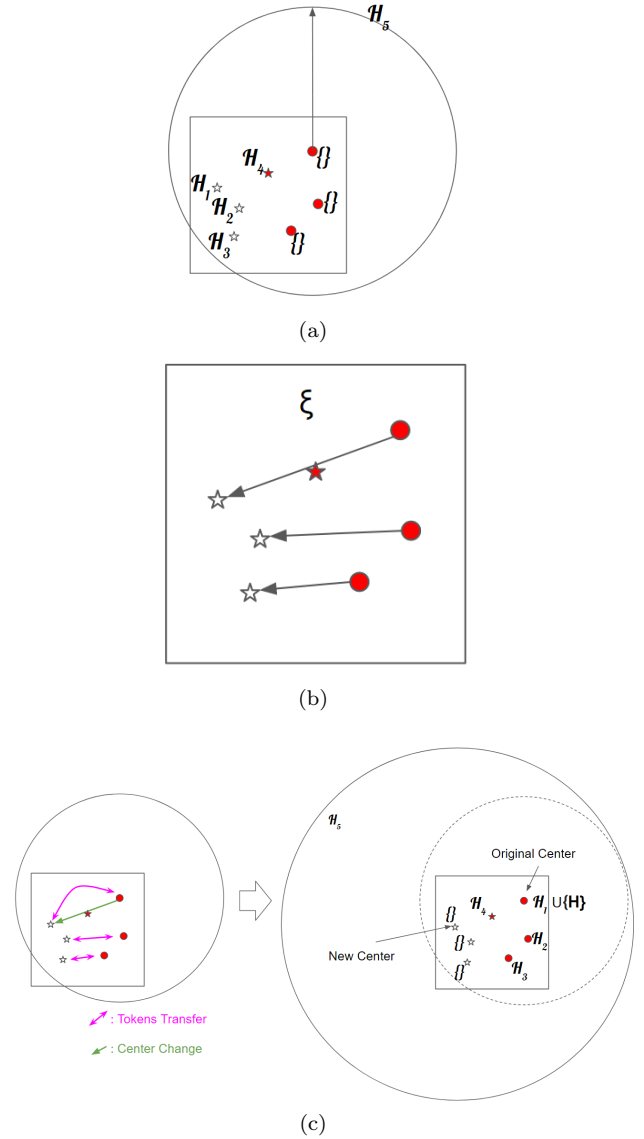 H5
H4 {}
H1
H2 {}
H3 {}
(a)
ξ
(b)
H5
Original Center
{} H4 H1 ∪{H}
New Center {} H2
{} H3
: Tokens Transfer
: Center Change
(c)